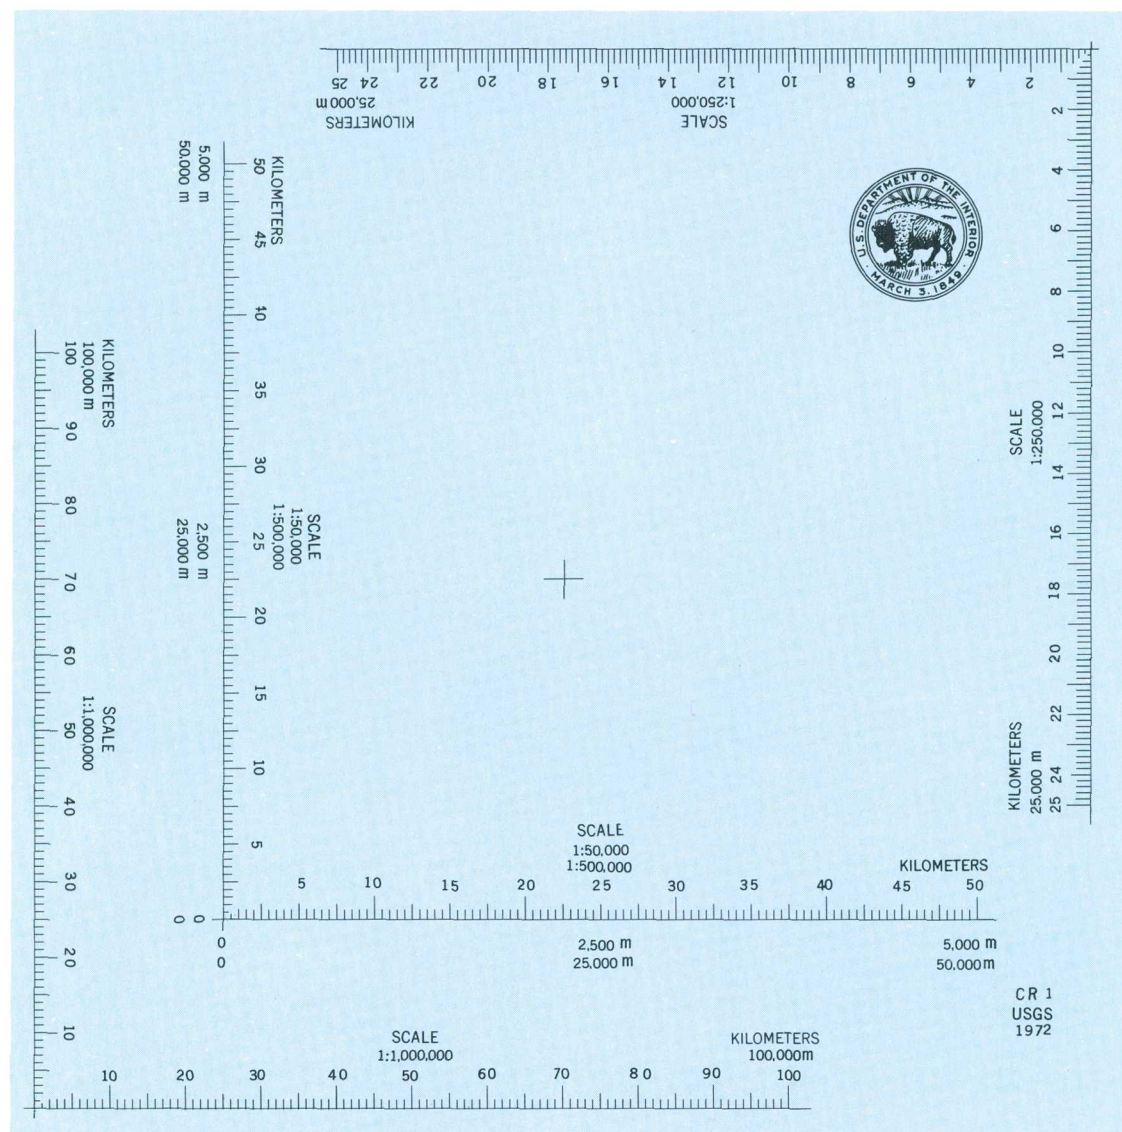 25 24 22 20 18 16 14 12 10 8 6 4 2
25,000 m
KILOMETERS
1:250,000
SCALE
2
4
6
8
10
12
14
16
18
20
22
24
25
SCALE
1:250,000
KILOMETERS
25,000 m
U.S. DEPARTMENT OF THE INTERIOR
MARCH 3, 1849
5,000 m
50,000 m
KILOMETERS
50
45
40
35
30
25
20
15
10
5
2,500 m
25,000 m
SCALE
1:50,000
1:500,000
0 0
KILOMETERS
100,000 m
100
90
80
70
60
50
40
30
20
10
SCALE
1:1,000,000
SCALE
1:50,000
1:500,000
KILOMETERS
5 10 15 20 25 30 35 40 45 50
0 2,500 m 5,000 m
0 25,000 m 50,000 m
CR 1
USGS
1972
SCALE
1:1,000,000
KILOMETERS
100,000m
10 20 30 40 50 60 70 80 90 100